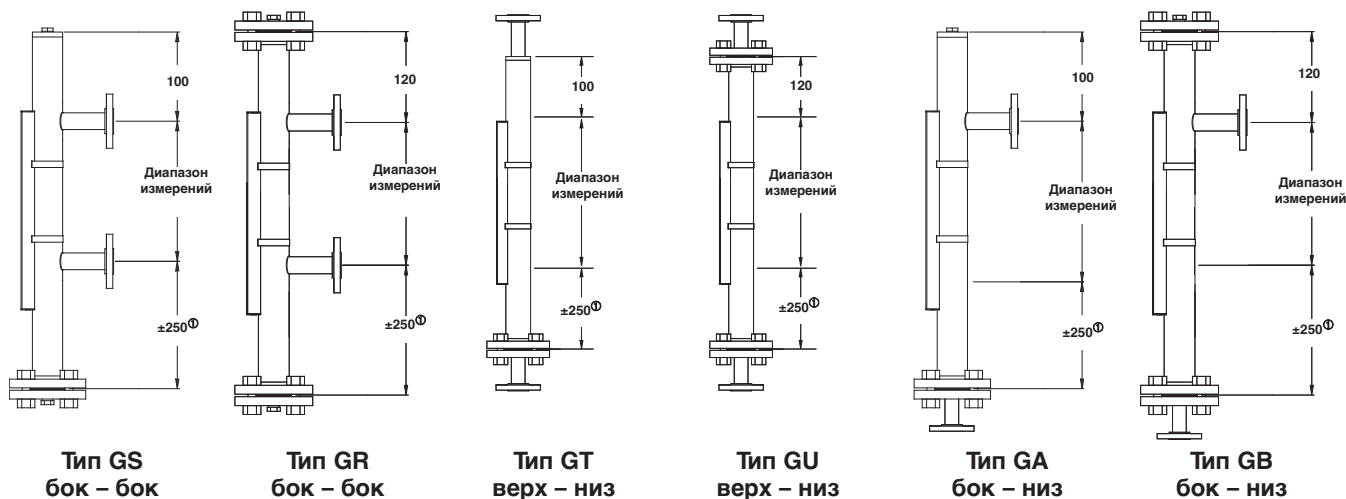 100
Диапазон
измерений
±250①
Тип GS
бок – бок
120
Диапазон
измерений
±250①
Тип GR
бок – бок
100
Диапазон
измерений
±250①
Тип GT
верх – низ
120
Диапазон
измерений
±250①
Тип GU
верх – низ
100
Диапазон
измерений
±250①
Тип GA
бок – низ
120
Диапазон
измерений
±250①
Тип GB
бок – низ